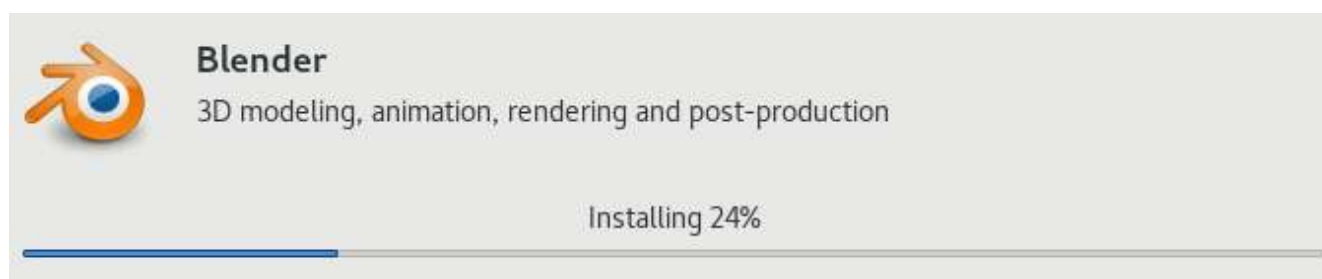 Blender
3D modeling, animation, rendering and post-production
Installing 24%